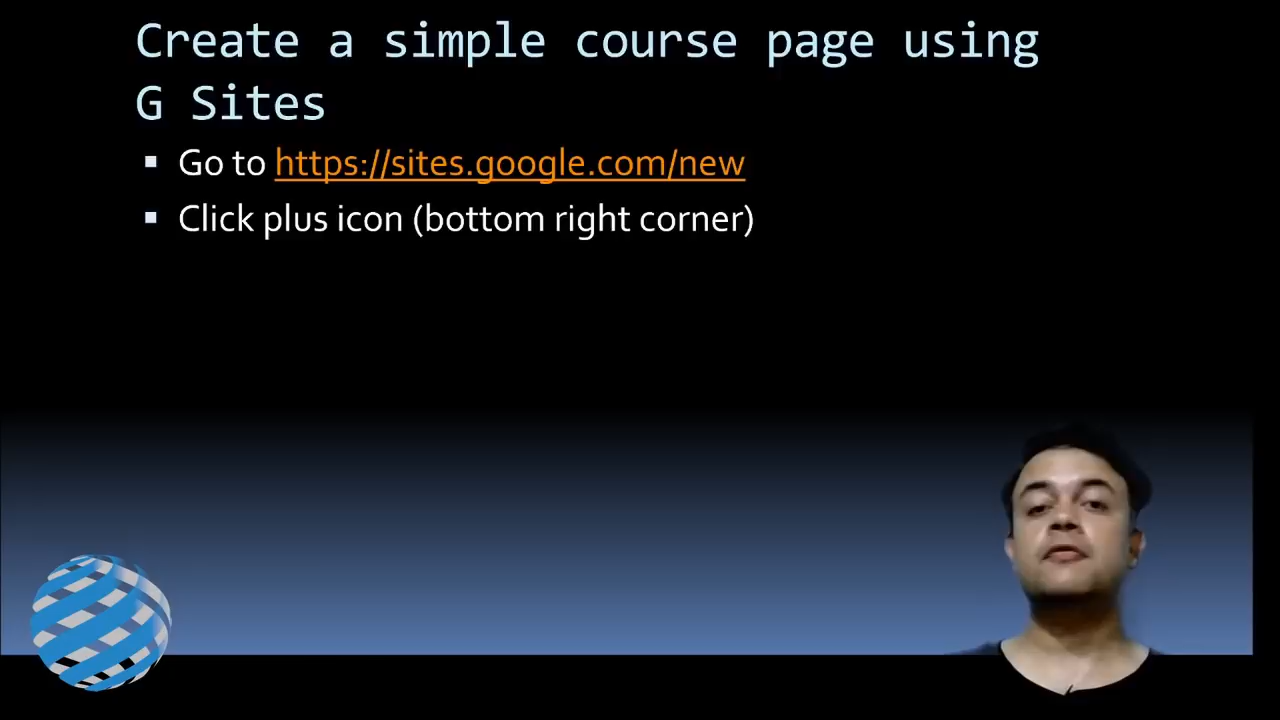 Create a simple course page using
G Sites
▪ Go to https://sites.google.com/new
▪ Click plus icon (bottom right corner)